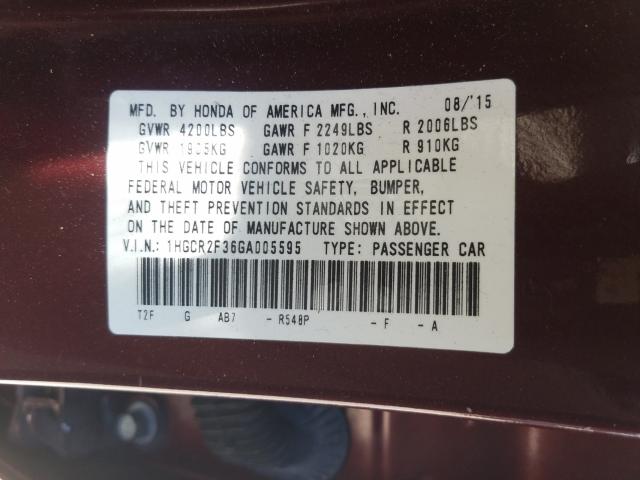 MFD. BY HONDA OF AMERICA MFG., INC. 08/'15
GVWR 4200LBS GAWR F 2249LBS R 2006LBS
GVWR 1905KG GAWR F 1020KG R 910KG
THIS VEHICLE CONFORMS TO ALL APPLICABLE
FEDERAL MOTOR VEHICLE SAFETY, BUMPER,
AND THEFT PREVENTION STANDARDS IN EFFECT
ON THE DATE OF MANUFACTURE SHOWN ABOVE.
V.I.N.: 1HGCR2F36GA005595 TYPE: PASSENGER CAR
T2F G AB7 - R548P - F - A